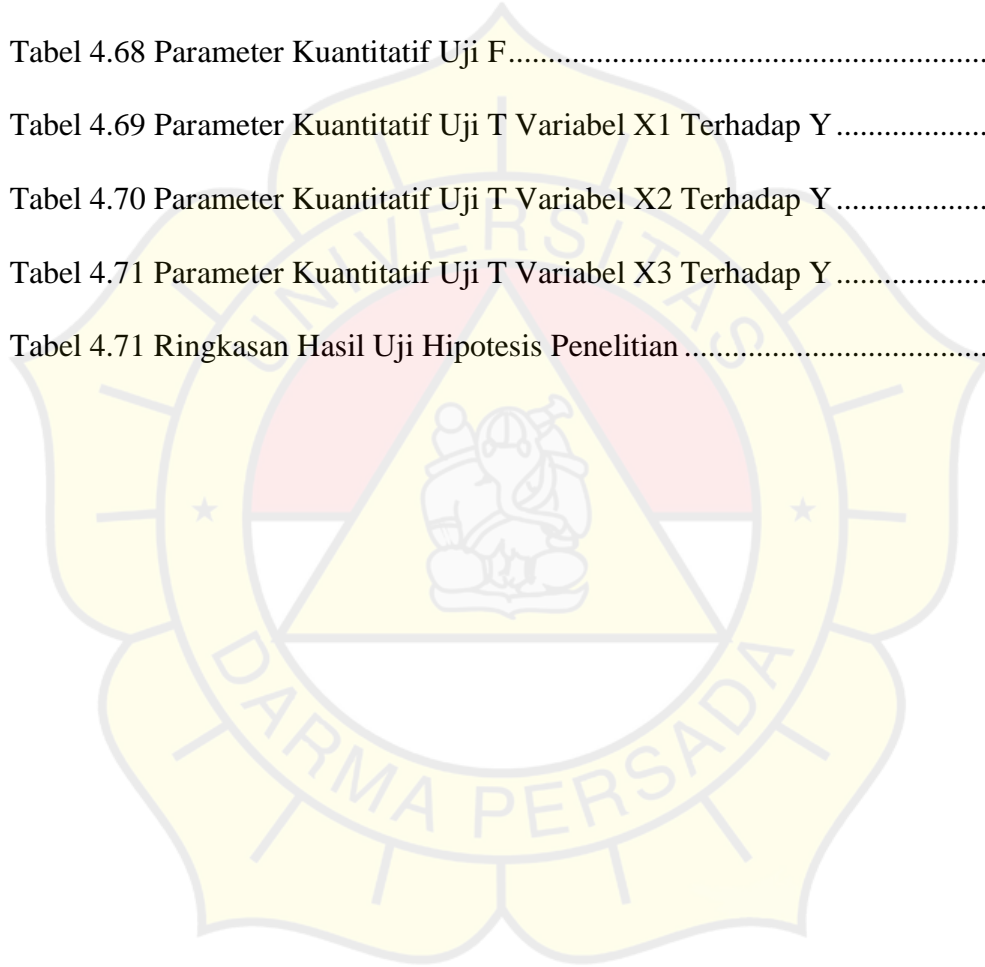 Tabel 4.68 Parameter Kuantitatif Uji F......................................................
Tabel 4.69 Parameter Kuantitatif Uji T Variabel X1 Terhadap Y...................
Tabel 4.70 Parameter Kuantitatif Uji T Variabel X2 Terhadap Y...................
Tabel 4.71 Parameter Kuantitatif Uji T Variabel X3 Terhadap Y...................
Tabel 4.71 Ringkasan Hasil Uji Hipotesis Penelitian....................................
UNIVERSITAS
DARMA PERSADA